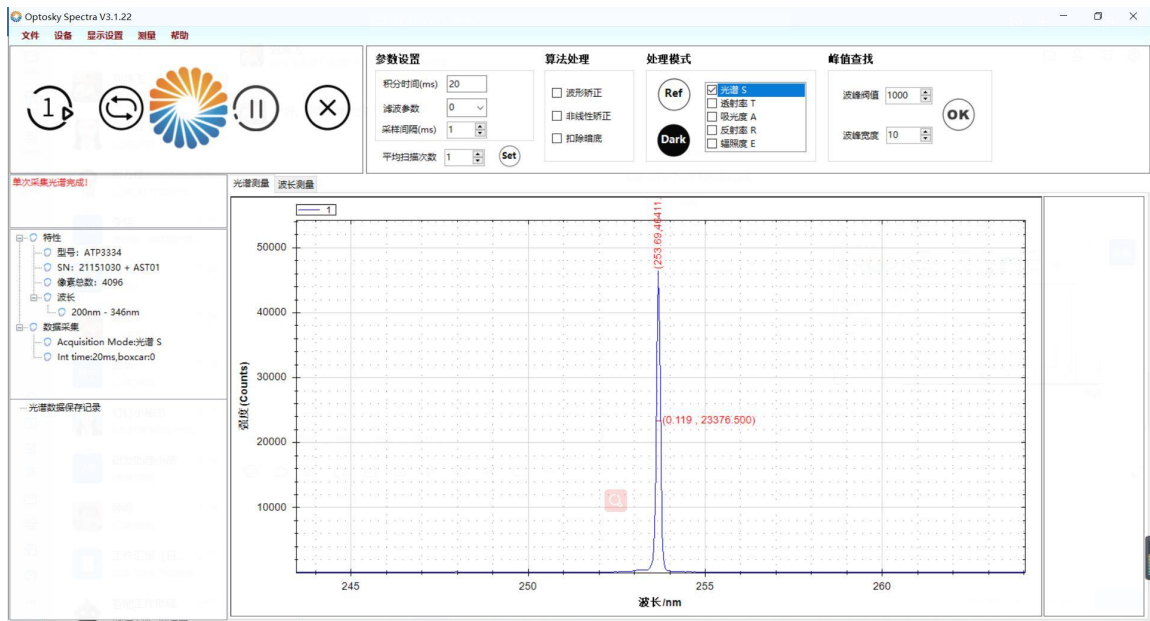 Optosky Spectra V3.1.22
文件 设备 显示设置 测量 帮助
1
参数设置
积分时间(ms) 20
滤波参数 0
采样间隔(ms) 1
平均扫描次数 1 Set
算法处理
波形矫正
非线性矫正
扣除暗底
处理模式
Ref
Dark
光谱 S
透射率 T
吸光度 A
反射率 R
辐照度 E
峰值查找
波峰阀值 1000
波峰宽度 10
OK
单次采集光谱完成!
特性
型号: ATP3334
SN: 21151030 + AST01
像素总数: 4096
波长
200nm - 346nm
数据采集
Acquisition Mode:光谱 S
Int time:20ms,boxcar:0
光谱数据保存记录
光谱测量 波长测量
1
(253.69,46411.
(0.119 , 23376.500)
强度 (Counts)
50000
40000
30000
20000
10000
245 250 255 260
波长/nm